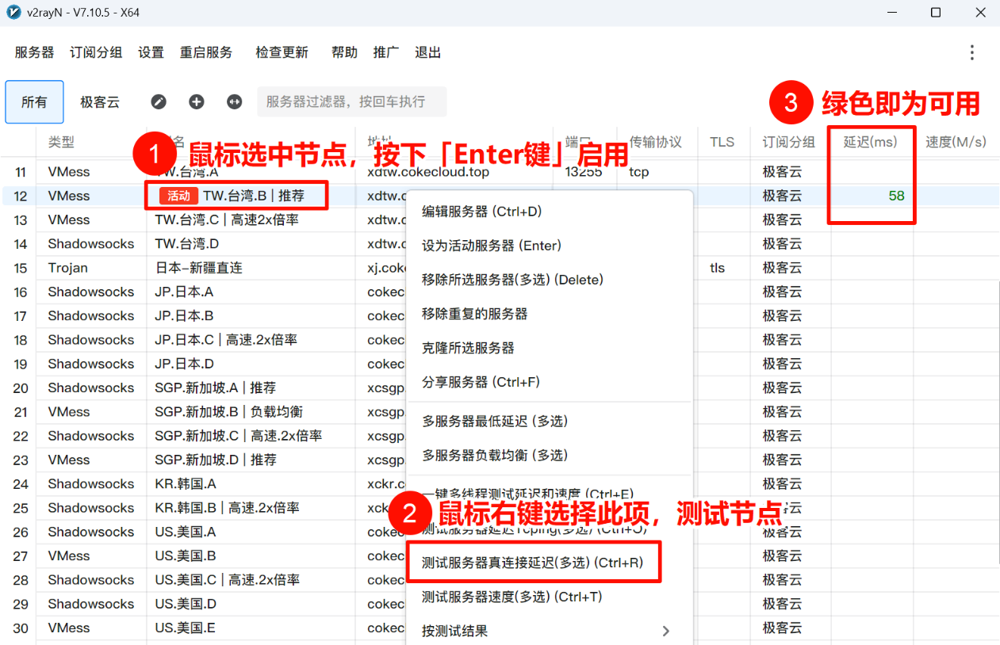 v2rayN - V7.10.5 - X64
服务器 订阅分组 设置 重启服务 检查更新 帮助 推广 退出
所有 极客云 服务器过滤器，按回车执行
3 绿色即为可用
类型 名 端口 传输协议 TLS 订阅分组 延迟(ms) 速度(M/s)
1 鼠标选中节点，按下「Enter键」启用
11 VMess TW.台湾.A xdtw.cokecloud.top 13255 tcp 极客云
12 VMess 活动 TW.台湾.B | 推荐 xdtw.c 极客云 58
13 VMess TW.台湾.C | 高速2x倍率 xdtw.c 极客云
14 Shadowsocks TW.台湾.D xdtw.c 极客云
15 Trojan 日本-新疆直连 xj.coke tls 极客云
16 Shadowsocks JP.日本.A cokec 极客云
17 Shadowsocks JP.日本.B cokec 极客云
18 Shadowsocks JP.日本.C | 高速.2x倍率 cokec 极客云
19 Shadowsocks JP.日本.D cokec 极客云
20 Shadowsocks SGP.新加坡.A | 推荐 xcsgp. 极客云
21 VMess SGP.新加坡.B | 负载均衡 xcsgp. 极客云
22 Shadowsocks SGP.新加坡.C | 高速.2x倍率 xcsgp. 极客云
23 VMess SGP.新加坡.D | 推荐 xcsgp. 极客云
24 Shadowsocks KR.韩国.A xckr.c 极客云
25 Shadowsocks KR.韩国.B | 高速.2x倍率 xck 客云
26 Shadowsocks US.美国.A cokec 极客云
27 VMess US.美国.B cokec 极客云
28 Shadowsocks US.美国.C | 高速.2x倍率 cokec 极客云
29 Shadowsocks US.美国.D cokec 极客云
30 VMess US.美国.E cokec 极客云
编辑服务器 (Ctrl+D)
设为活动服务器 (Enter)
移除所选服务器(多选) (Delete)
移除重复的服务器
克隆所选服务器
分享服务器 (Ctrl+F)
多服务器最低延迟 (多选)
多服务器负载均衡 (多选)
一键多线程测试延迟和速度 (Ctrl+E)
2 鼠标右键选择此项，测试节点
测试服务器延迟Tcping(多选) (Ctrl+O)
测试服务器真连接延迟(多选) (Ctrl+R)
测试服务器速度(多选) (Ctrl+T)
按测试结果